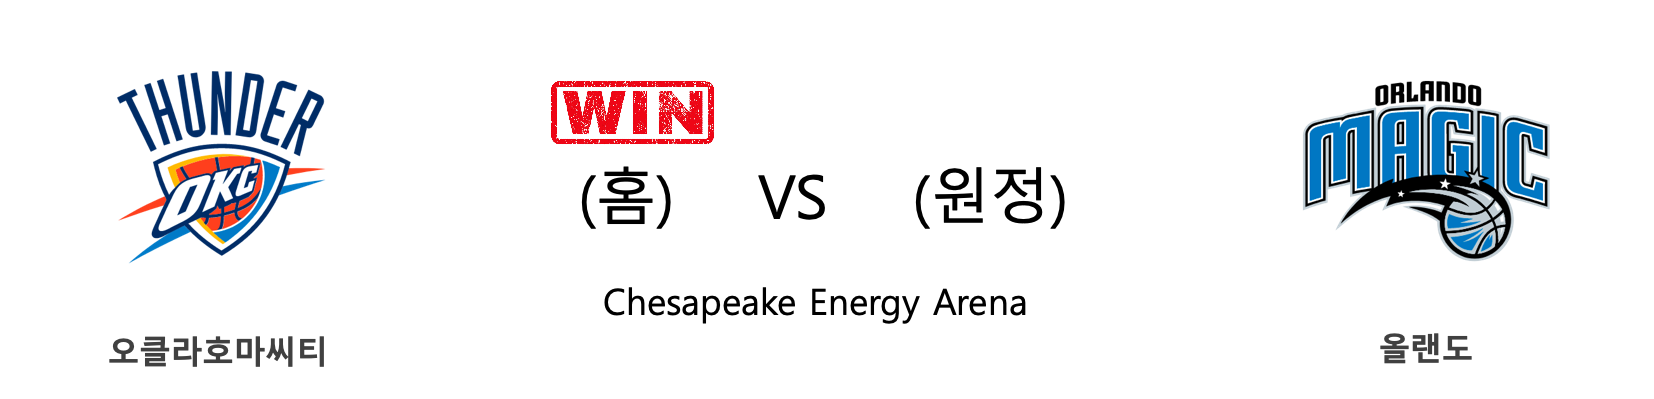 THUNDER
OKC
오클라호마씨티
WIN
(홈) VS (원정)
Chesapeake Energy Arena
ORLANDO
MAGIC
올랜도